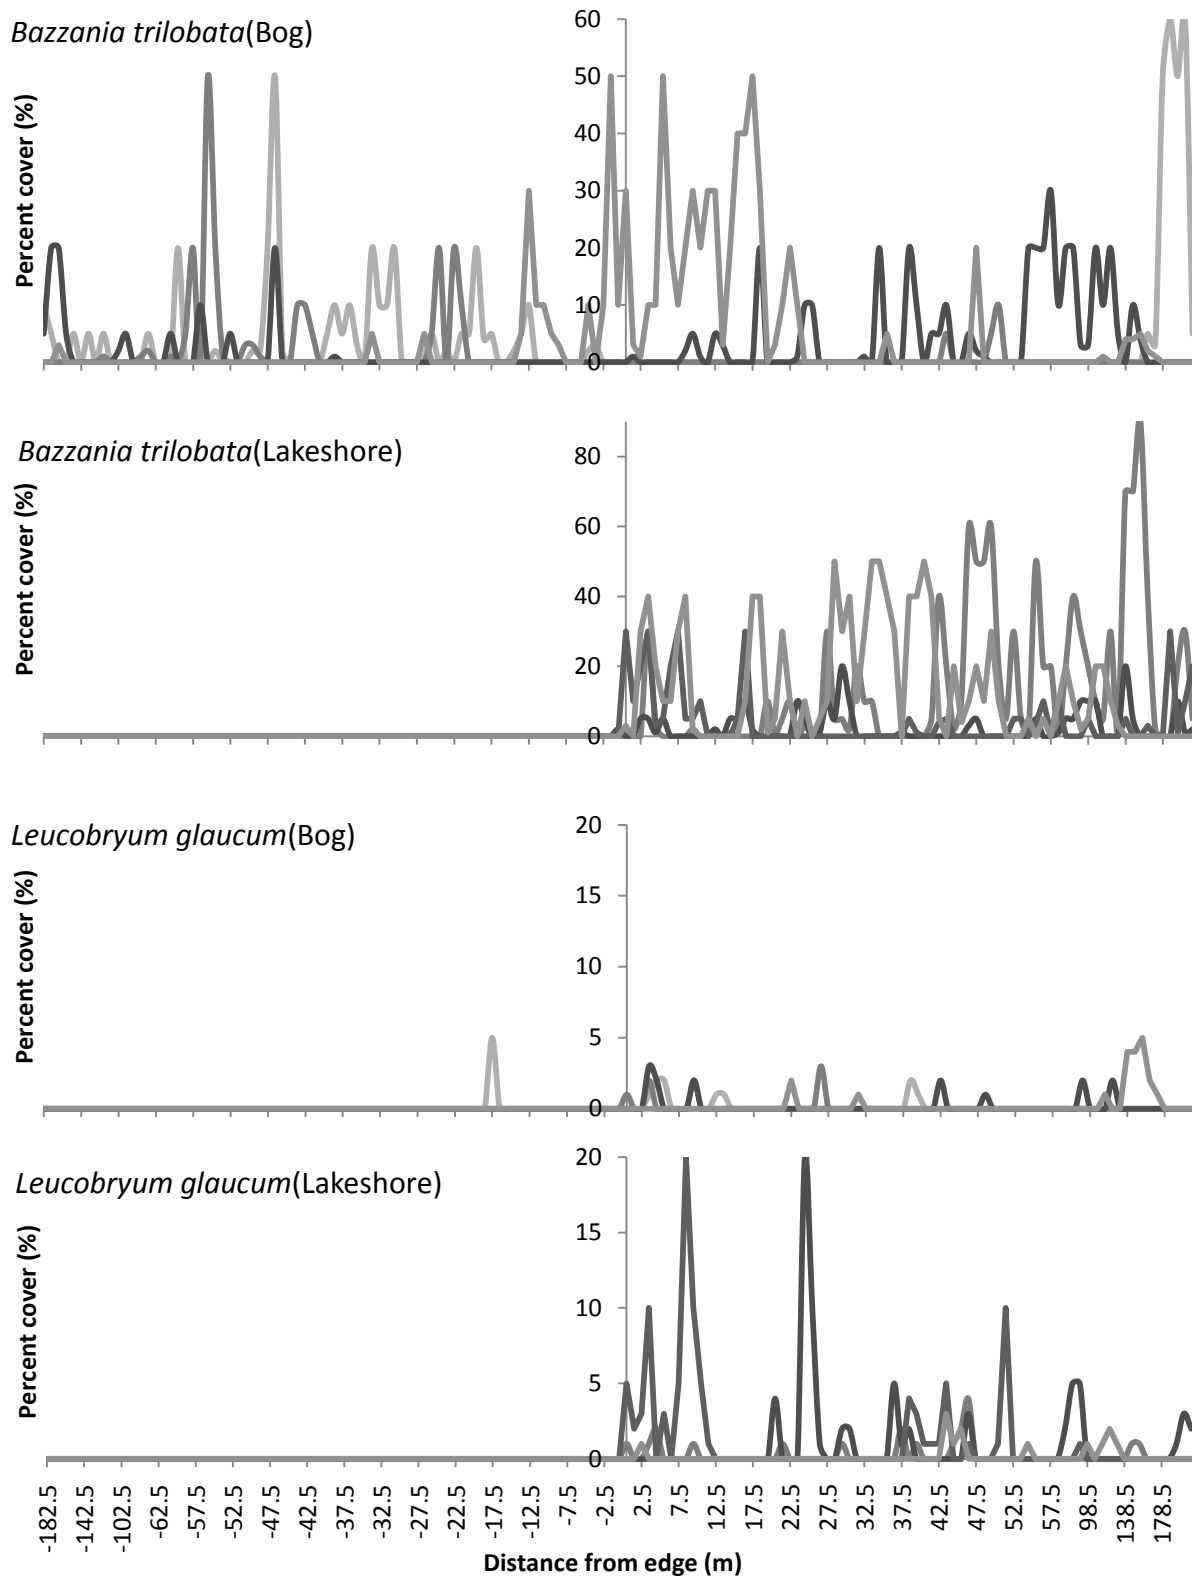 Bazzania trilobata(Bog)
Percent cover (%)
60
50
40
30
20
10
0
Bazzania trilobata(Lakeshore)
Percent cover (%)
80
60
40
20
0
Leucobryum glaucum(Bog)
Percent cover (%)
20
15
10
5
0
Leucobryum glaucum(Lakeshore)
Percent cover (%)
20
15
10
5
0
-182.5 -142.5 -102.5 -62.5 -57.5 -52.5 -47.5 -42.5 -37.5 -32.5 -27.5 -22.5 -17.5 -12.5 -7.5 -2.5 2.5 7.5 12.5 17.5 22.5 27.5 32.5 37.5 42.5 47.5 52.5 57.5 98.5 138.5 178.5
Distance from edge (m)